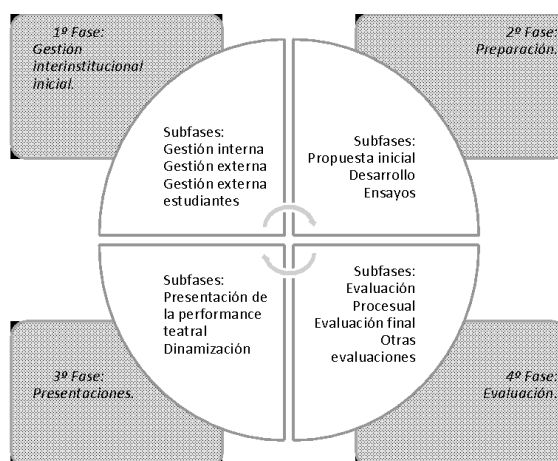 1º Fase:
Gestión
interinstitucional
inicial.
2º Fase:
Preparación.
Subfases:
Gestión interna
Gestión externa
Gestión externa
estudiantes
Subfases:
Propuesta inicial
Desarrollo
Ensayos
Subfases:
Presentación de
la performance
teatral
Dinamización
Subfases:
Evaluación
Procesual
Evaluación final
Otras
evaluaciones
3º Fase:
Presentaciones.
4º Fase:
Evaluación.